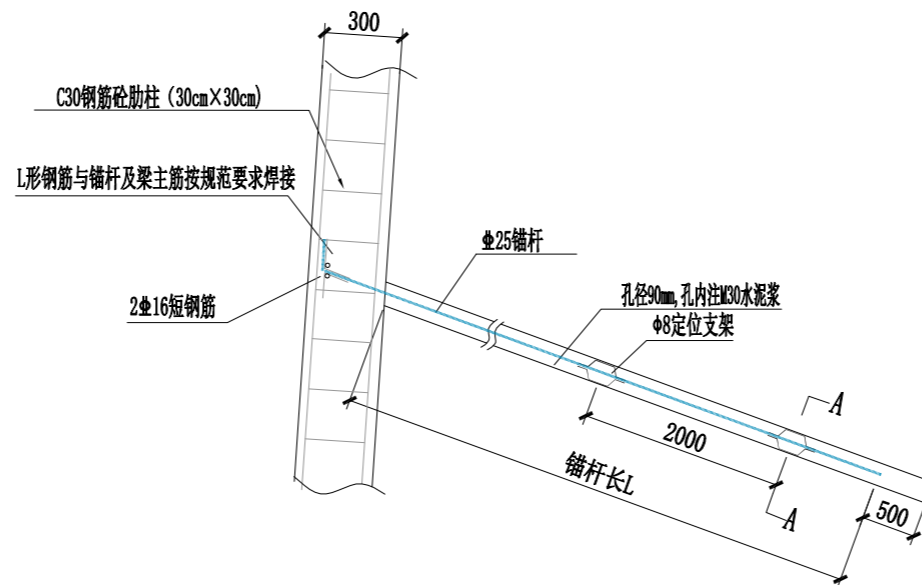 300
C30钢筋砼肋柱（30cm×30cm)
L形钢筋与锚杆及梁主筋按规范要求焊接
⌀25锚杆
2⌀16短钢筋
孔径90mm,孔内注M30水泥浆
Φ8定位支架
A
2000
锚杆长L
A
500